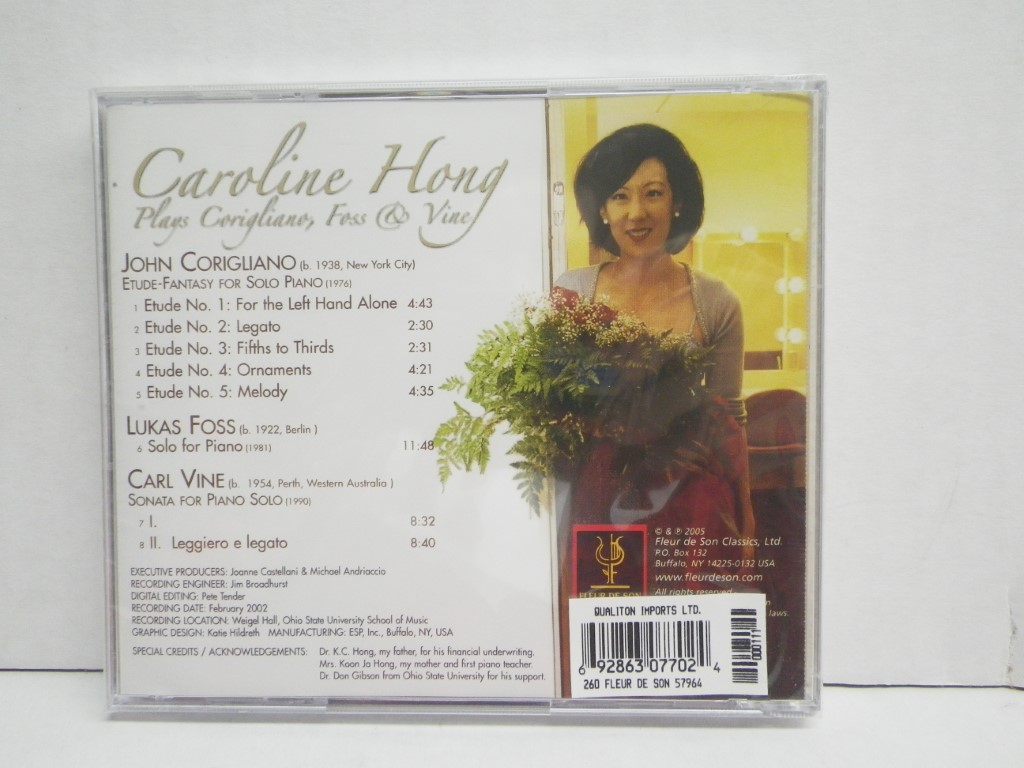 Caroline Hong
Plays Corigliano, Foss & Vine
JOHN CORIGLIANO (b. 1938, New York City)
ETUDE-FANTASY FOR SOLO PIANO (1976)
1 Etude No. 1: For the Left Hand Alone 4:43
2 Etude No. 2: Legato 2:30
3 Etude No. 3: Fifths to Thirds 2:31
4 Etude No. 4: Ornaments 4:21
5 Etude No. 5: Melody 4:35
LUKAS FOSS (b. 1922, Berlin )
6 Solo for Piano (1981) 11:48
CARL VINE (b. 1954, Perth, Western Australia )
SONATA FOR PIANO SOLO (1990)
7 I. 8:32
8 II. Leggiero e legato 8:40
EXECUTIVE PRODUCERS: Joanne Castellani & Michael Andriaccio
RECORDING ENGINEER: Jim Broadhurst
DIGITAL EDITING: Pete Tender
RECORDING DATE: February 2002
RECORDING LOCATION: Weigel Hall, Ohio State University School of Music
GRAPHIC DESIGN: Katie Hildreth MANUFACTURING: ESP, Inc., Buffalo, NY, USA
SPECIAL CREDITS / ACKNOWLEDGEMENTS: Dr. K.C. Hong, my father, for his financial underwriting.
Mrs. Koan Ja Hong, my mother and first piano teacher.
Dr. Don Gibson from Ohio State University for his support.
© & ℗ 2005
Fleur de Son Classics, Ltd.
P.O. Box 132
Buffalo, NY 14225-0132 USA
www.fleurdeson.com
All rights reserved
laws.
FLEUR DE SON
QUALITON IMPORTS LTD.
6 92863 07702 4
000111
260 FLEUR DE SON 57964